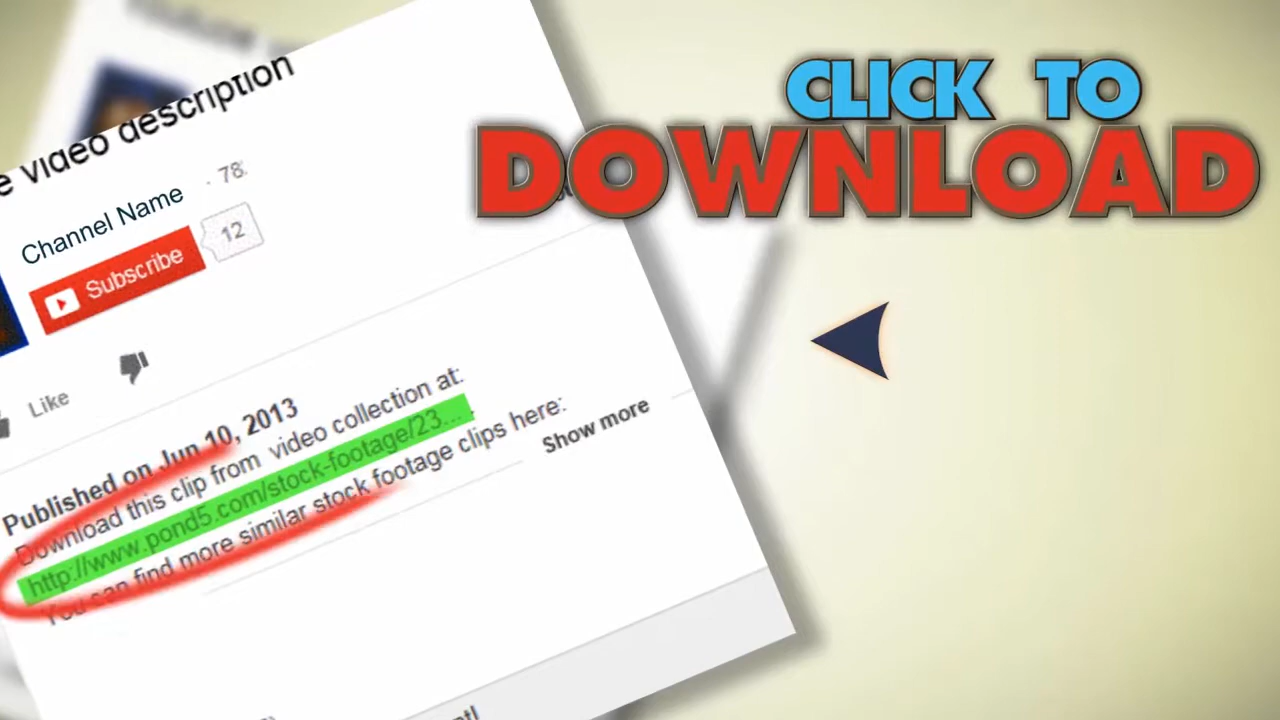 CLICK TO
DOWNLOAD
video description
Channel Name
78
Subscribe
12
Like
Published on Jun 10, 2013
Download this clip from video collection at:
http://www.pond5.com/stock-footage/23...
You can find more similar stock footage clips here:
Show more